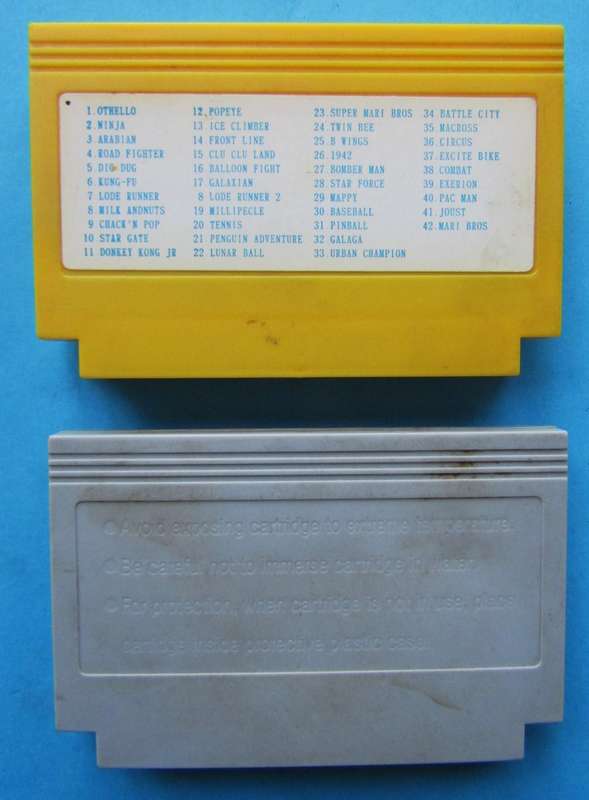 1. OTHELLO
2. NINJA
3 ARABIAN
4. ROAD FIGHTER
5. DIG DUG
6. KUNG-FU
7 LODE RUNNER
8 MILK ANDNUTS
9 CHACK'N POP
10 STAR GATE
11 DONKEY KONG JR
12. POPEYE
13 ICE CLIMBER
14 FRONT LINE
15 CLU CLU LAND
16 BALLOON FIGHT
17 GALAXIAN
8 LODE RUNNER 2
19 MILLIPECLE
20 TENNIS
21 PENGUIN ADVENTURE
22 LUNAR BALL
23. SUPER MARI BROS
24. TWIN BEE
25. B WINGS
26. 1942
27. BOMBER MAN
28 STAR FORCE
29 MAPPY
30 BASEBALL
31 PINBALL
32 GALAGA
33 URBAN CHAMPION
34 BATTLE CITY
35 MACROSS
36. CIRCUS
37. EXCITE BIKE
38. COMBAT
39. EXERION
40. PAC MAN
41. JOUST
42. MARI BROS
Avoid exposing cartridge to extreme temperature.
Be careful not to immerse cartridge in water.
For protection, when cartridge is not in use, place
cartridge inside protective plastic case.